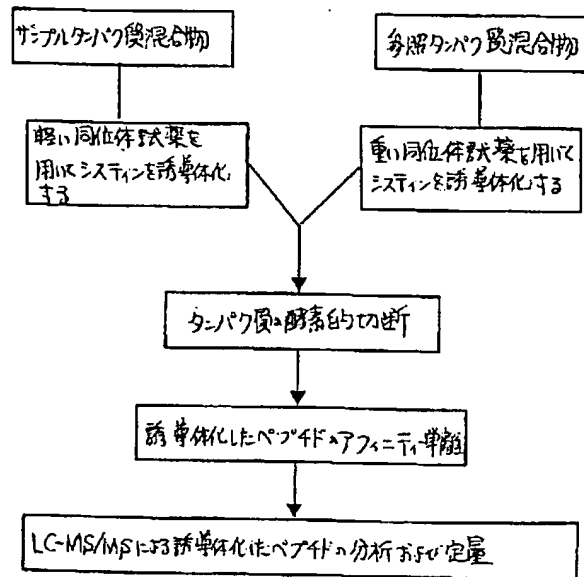 サンプルタンパク質混合物
参照タンパク質混合物
軽い同位体試薬を
用いてシスティンを誘導体化
する
重い同位体試薬を用いて
システィンを誘導体化する
タンパク質の酵素的切断
誘導体化したペプチドのアフィニティー単離
LC-MS/MSによる誘導体化したペプチドの分析および定量